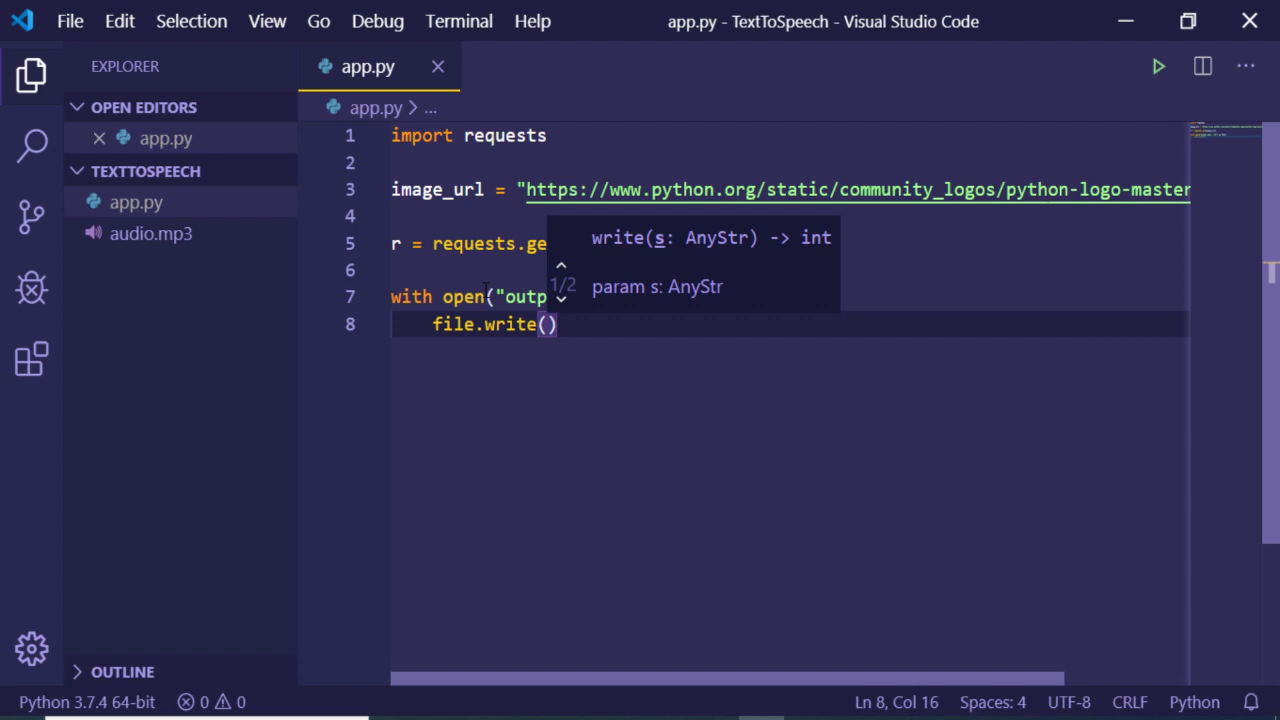 File Edit Selection View Go Debug Terminal Help app.py - TextToSpeech - Visual Studio Code
EXPLORER
app.py
OPEN EDITORS
app.py
app.py > ...
TEXTTOSPEECH
app.py
audio.mp3
1 import requests
2
3 image_url = "https://www.python.org/static/community_logos/python-logo-master
4
5 r = requests.ge
6
7 with open("outp
8 file.write()
write(s: AnyStr) -> int
1/2 param s: AnyStr
OUTLINE
Python 3.7.4 64-bit 0 0 Ln 8, Col 16 Spaces: 4 UTF-8 CRLF Python